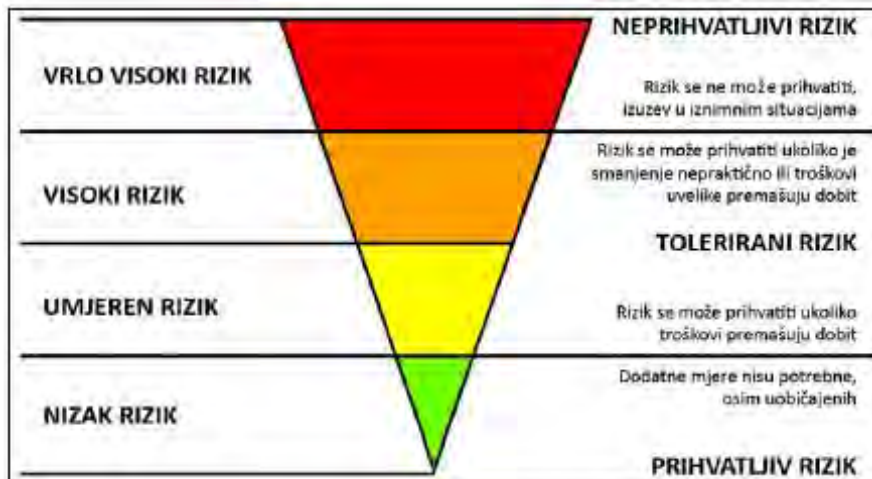 NEPRIHVATLJIVI RIZIK
VRLO VISOKI RIZIK
Rizik se ne može prihvatiti,
izuzev u iznimnim situacijama
Rizik se može prihvatiti ukoliko je
smanjenje nepraktično ili troškovi
uvelike premašuju dobit
VISOKI RIZIK
TOLERIRANI RIZIK
UMJEREN RIZIK
Rizik se može prihvatiti ukoliko
troškovi premašuju dobit
Dodatne mjere nisu potrebne,
osim uobičajenih
NIZAK RIZIK
PRIHVATLJIV RIZIK